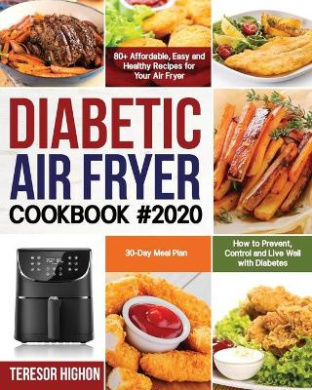 80+ Affordable, Easy and
Healthy Recipes for
Your Air Fryer
DIABETIC
AIR FRYER
COOKBOOK #2020
30-Day Meal Plan
How to Prevent,
Control and Live Well
with Diabetes
TERESOR HIGHON